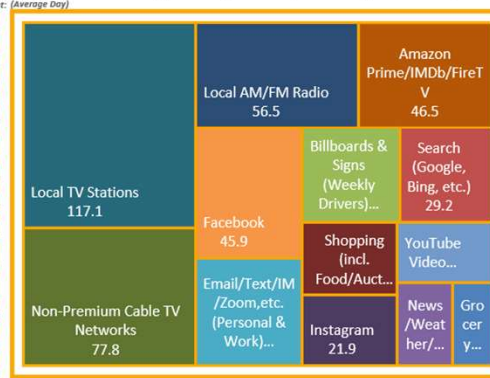 t: (Average Day)
Local TV Stations
117.1
Non-Premium Cable TV
Networks
77.8
Local AM/FM Radio
56.5
Amazon
Prime/IMDb/FireT
V
46.5
Facebook
45.9
Billboards &
Signs
(Weekly
Drivers)...
Search
(Google,
Bing, etc.)
29.2
Email/Text/IM
/Zoom,etc.
(Personal &
Work)...
Shopping
(incl.
Food/Auct...
YouTube
Video...
Instagram
21.9
News
/Weat
her/...
Gro
cer
y...